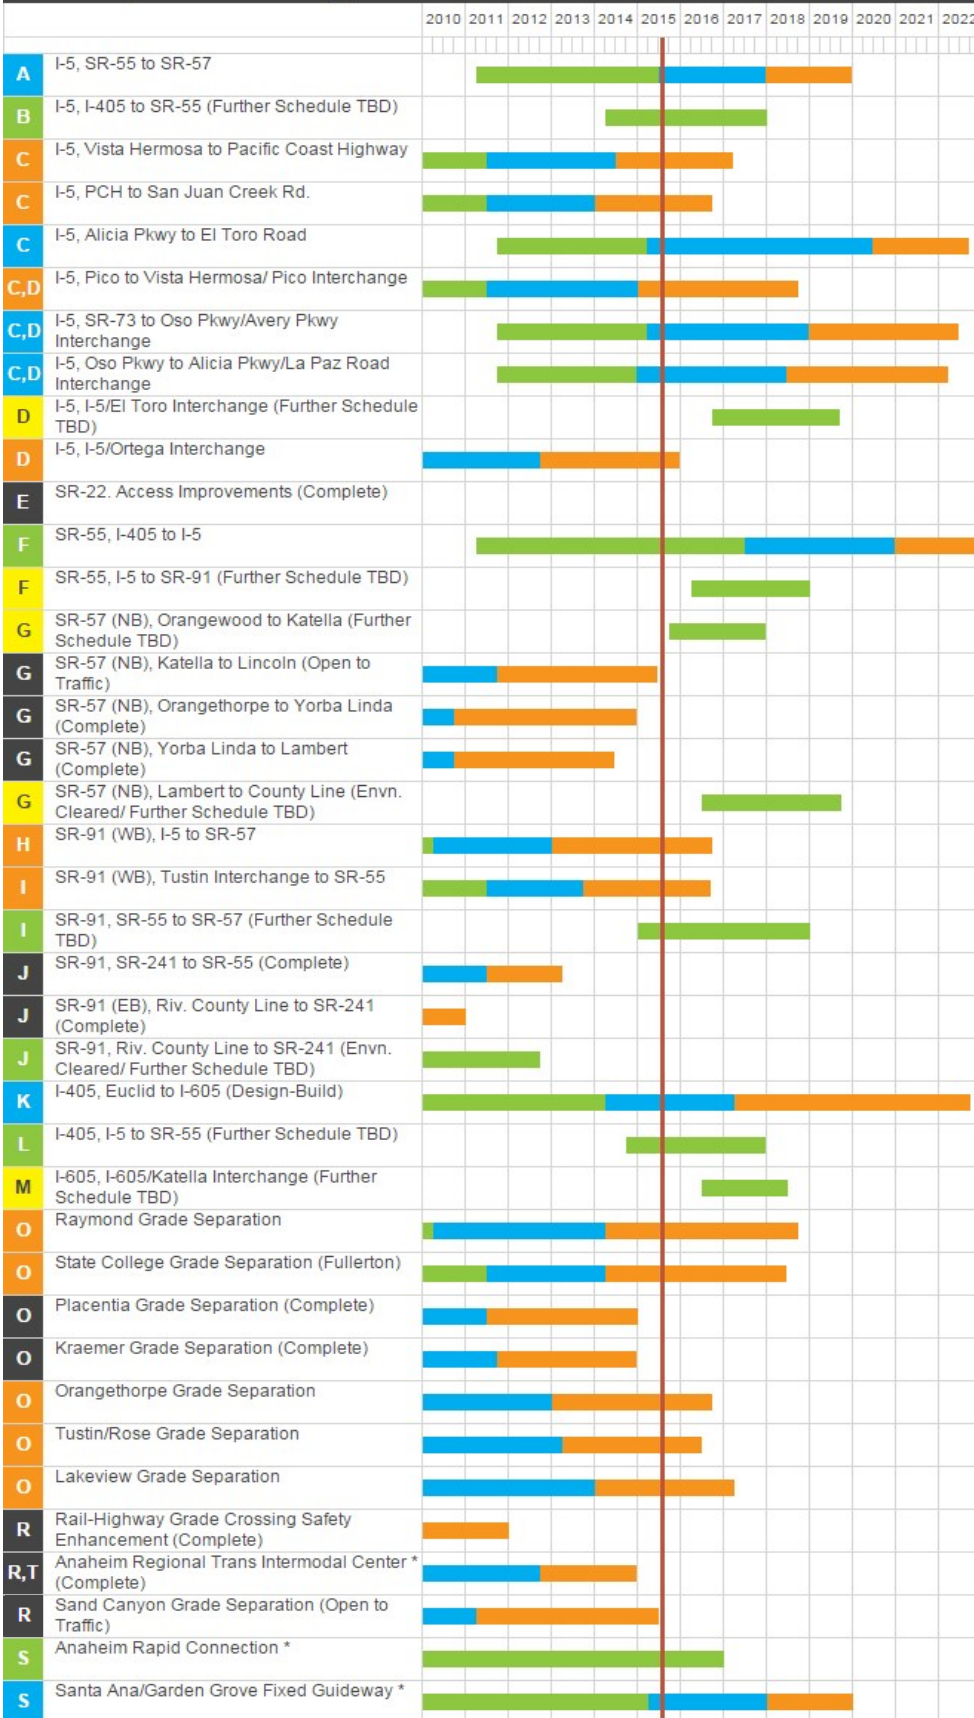 2010 2011 2012 2013 2014 2015 2016 2017 2018 2019 2020 2021 2022
A I-5, SR-55 to SR-57
B I-5, I-405 to SR-55 (Further Schedule TBD)
C I-5, Vista Hermosa to Pacific Coast Highway
C I-5, PCH to San Juan Creek Rd.
C I-5, Alicia Pkwy to El Toro Road
C,D I-5, Pico to Vista Hermosa/ Pico Interchange
C,D I-5, SR-73 to Oso Pkwy/Avery Pkwy
Interchange
C,D I-5, Oso Pkwy to Alicia Pkwy/La Paz Road
Interchange
D I-5, I-5/El Toro Interchange (Further Schedule
TBD)
D I-5, I-5/Ortega Interchange
E SR-22. Access Improvements (Complete)
F SR-55, I-405 to I-5
F SR-55, I-5 to SR-91 (Further Schedule TBD)
G SR-57 (NB), Orangewood to Katella (Further
Schedule TBD)
G SR-57 (NB), Katella to Lincoln (Open to
Traffic)
G SR-57 (NB), Orangethorpe to Yorba Linda
(Complete)
G SR-57 (NB), Yorba Linda to Lambert
(Complete)
G SR-57 (NB), Lambert to County Line (Envn.
Cleared/ Further Schedule TBD)
H SR-91 (WB), I-5 to SR-57
I SR-91 (WB), Tustin Interchange to SR-55
I SR-91, SR-55 to SR-57 (Further Schedule
TBD)
J SR-91, SR-241 to SR-55 (Complete)
J SR-91 (EB), Riv. County Line to SR-241
(Complete)
J SR-91, Riv. County Line to SR-241 (Envn.
Cleared/ Further Schedule TBD)
K I-405, Euclid to I-605 (Design-Build)
L I-405, I-5 to SR-55 (Further Schedule TBD)
M I-605, I-605/Katella Interchange (Further
Schedule TBD)
O Raymond Grade Separation
O State College Grade Separation (Fullerton)
O Placentia Grade Separation (Complete)
O Kraemer Grade Separation (Complete)
O Orangethorpe Grade Separation
O Tustin/Rose Grade Separation
O Lakeview Grade Separation
R Rail-Highway Grade Crossing Safety
Enhancement (Complete)
R,T Anaheim Regional Trans Intermodal Center *
(Complete)
R Sand Canyon Grade Separation (Open to
Traffic)
S Anaheim Rapid Connection *
S Santa Ana/Garden Grove Fixed Guideway *